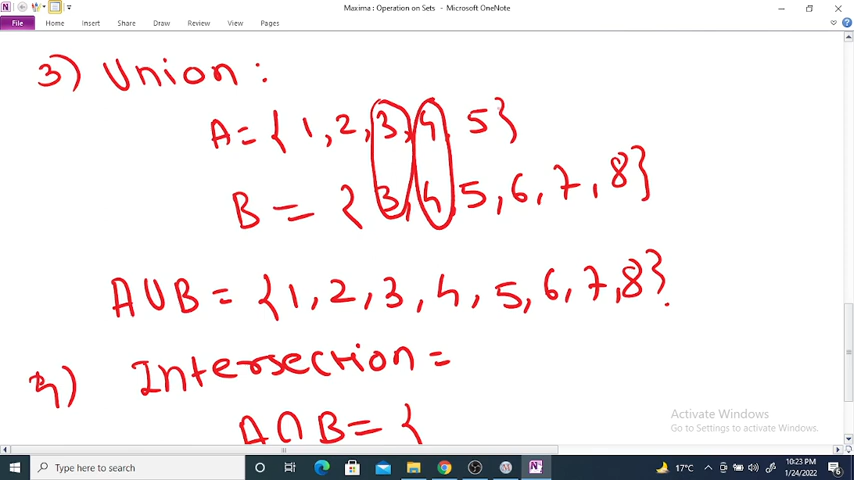 Maxima : Operation on Sets - Microsoft OneNote
File Home Insert Share Draw History Review View Pages
3) Union :
A = { 1, 2, 3, 4, 5 }
B = { 3, 4, 5, 6, 7, 8 }
A∪B = { 1, 2, 3, 4, 5, 6, 7, 8 }.
4) Intersection =
A∩B = {
Activate Windows
Go to Settings to activate Windows.
Type here to search
17°C
10:23 PM
1/24/2022
6